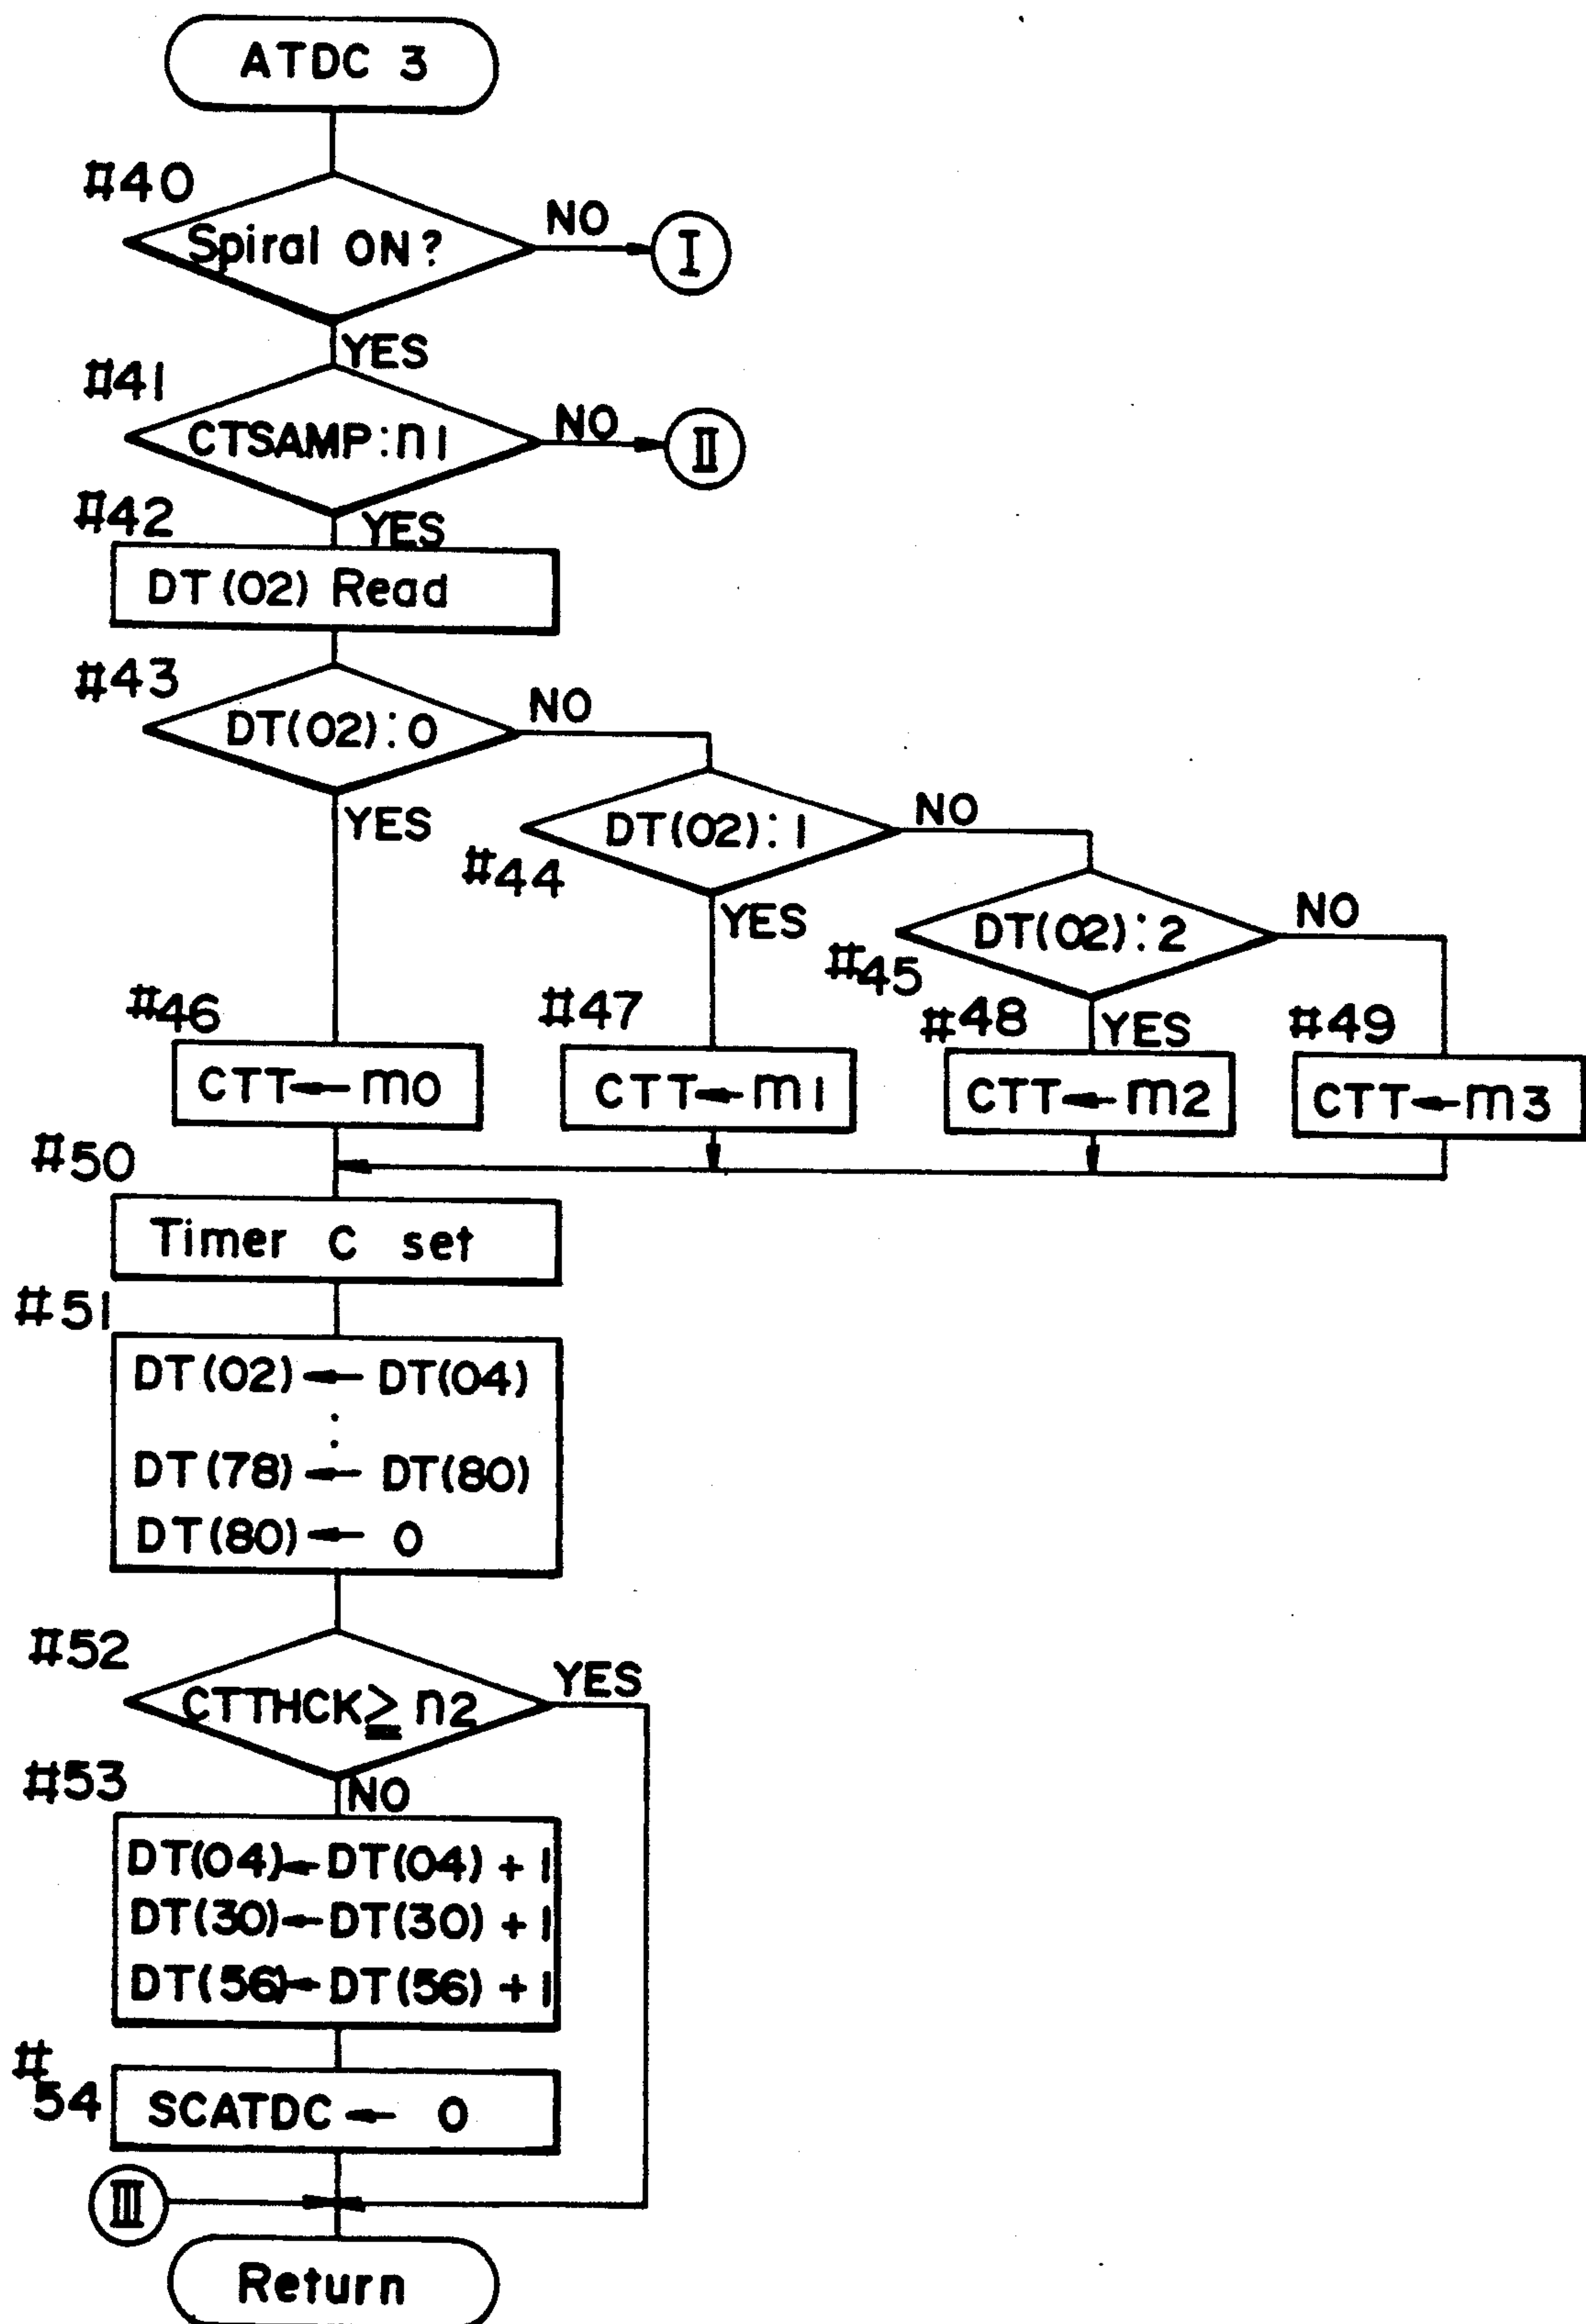 ATDC 3
#40
Spiral ON?
NO
I
YES
#41
CTSAMP:n1
NO
II
#42
YES
DT(02) Read
#43
DT(02):0
NO
YES
DT(02):1
NO
#44
YES
DT(02):2
NO
#45
#46
#47
#48
YES
#49
CTT←m0
CTT←m1
CTT←m2
CTT←m3
#50
Timer C set
#51
DT(02) ← DT(04)
:
DT(78) ← DT(80)
DT(80) ← 0
#52
CTTHCK≧n2
YES
#53
NO
DT(04)←DT(04)+1
DT(30)←DT(30)+1
DT(56)←DT(56)+1
#
54
SCATDC ← 0
III
Return